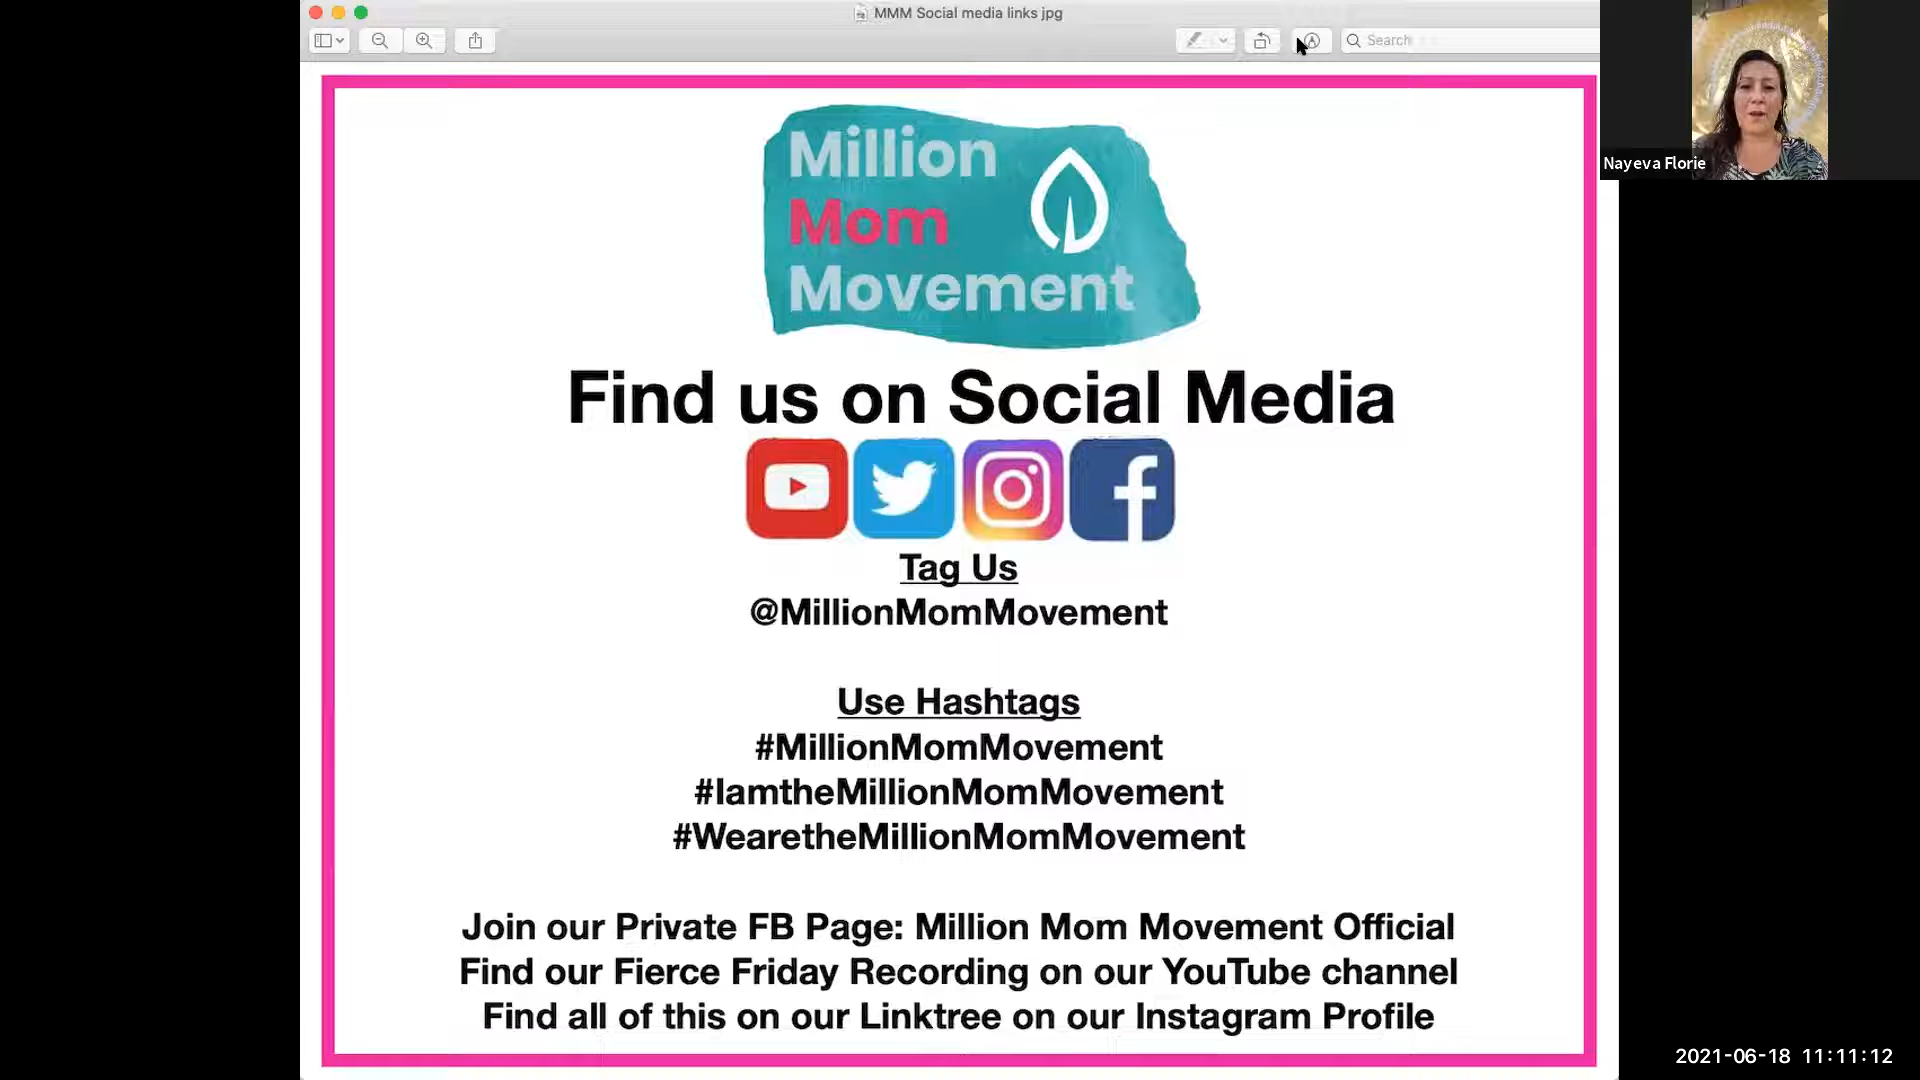 MMM Social media links jpg
Search
Nayeva Florie
Million
Mom
Movement
Find us on Social Media
Tag Us
@MillionMomMovement
Use Hashtags
#MillionMomMovement
#IamtheMillionMomMovement
#WearetheMillionMomMovement
Join our Private FB Page: Million Mom Movement Official
Find our Fierce Friday Recording on our YouTube channel
Find all of this on our Linktree on our Instagram Profile
2021-06-18 11:11:12